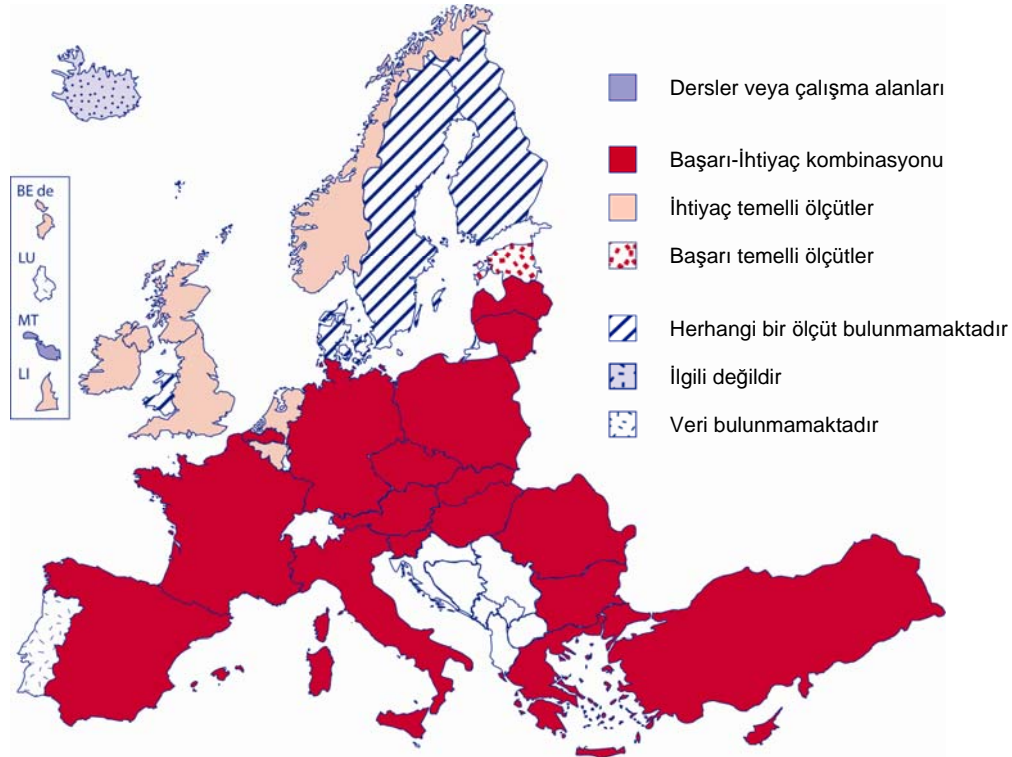 Dersler veya çalışma alanları
Başarı-İhtiyaç kombinasyonu
İhtiyaç temelli ölçütler
Başarı temelli ölçütler
Herhangi bir ölçüt bulunmamaktadır
İlgili değildir
Veri bulunmamaktadır
BE de
LU
MT
LI